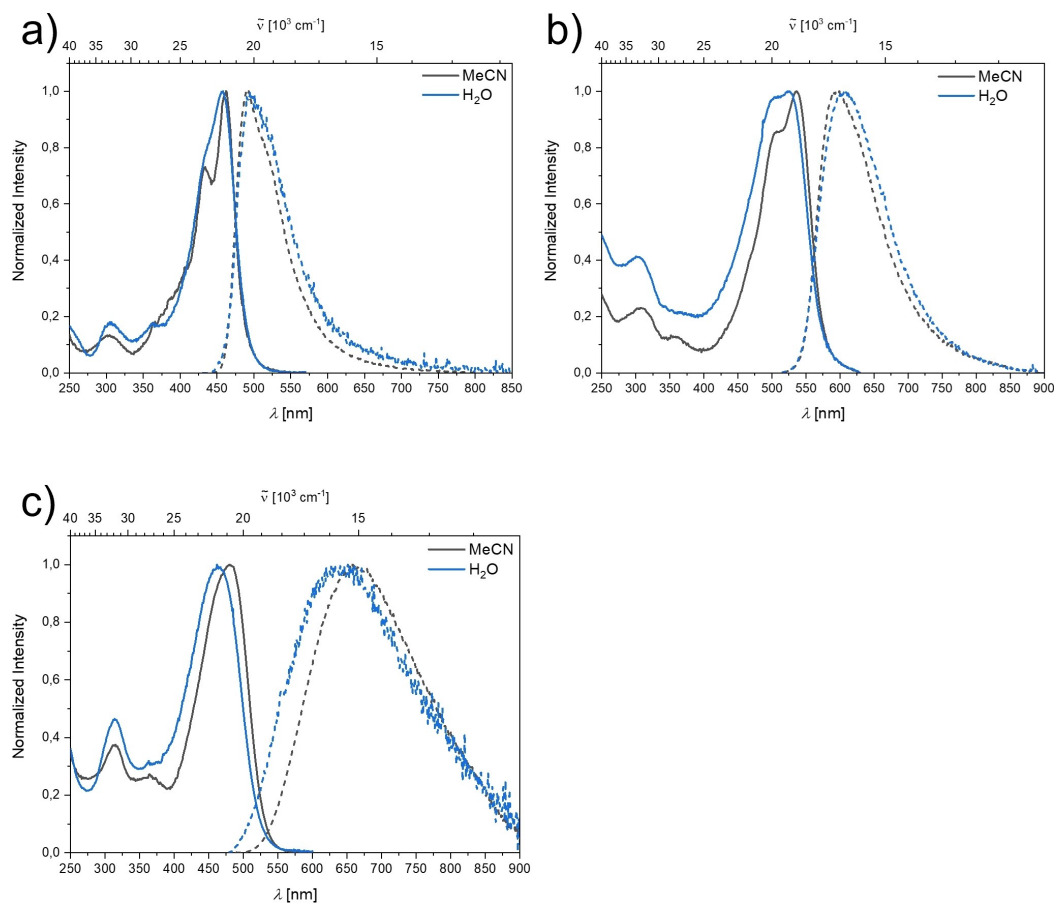 a)
ν̃ [10³ cm⁻¹]
40 35 30 25 20 15
MeCN
H₂O
Normalized Intensity
1,0
0,8
0,6
0,4
0,2
0,0
250 300 350 400 450 500 550 600 650 700 750 800 850
λ [nm]
b)
ν̃ [10³ cm⁻¹]
40 35 30 25 20 15
MeCN
H₂O
Normalized Intensity
1,0
0,8
0,6
0,4
0,2
0,0
250 300 350 400 450 500 550 600 650 700 750 800 850 900
λ [nm]
c)
ν̃ [10³ cm⁻¹]
40 35 30 25 20 15
MeCN
H₂O
Normalized Intensity
1,0
0,8
0,6
0,4
0,2
0,0
250 300 350 400 450 500 550 600 650 700 750 800 850 900
λ [nm]